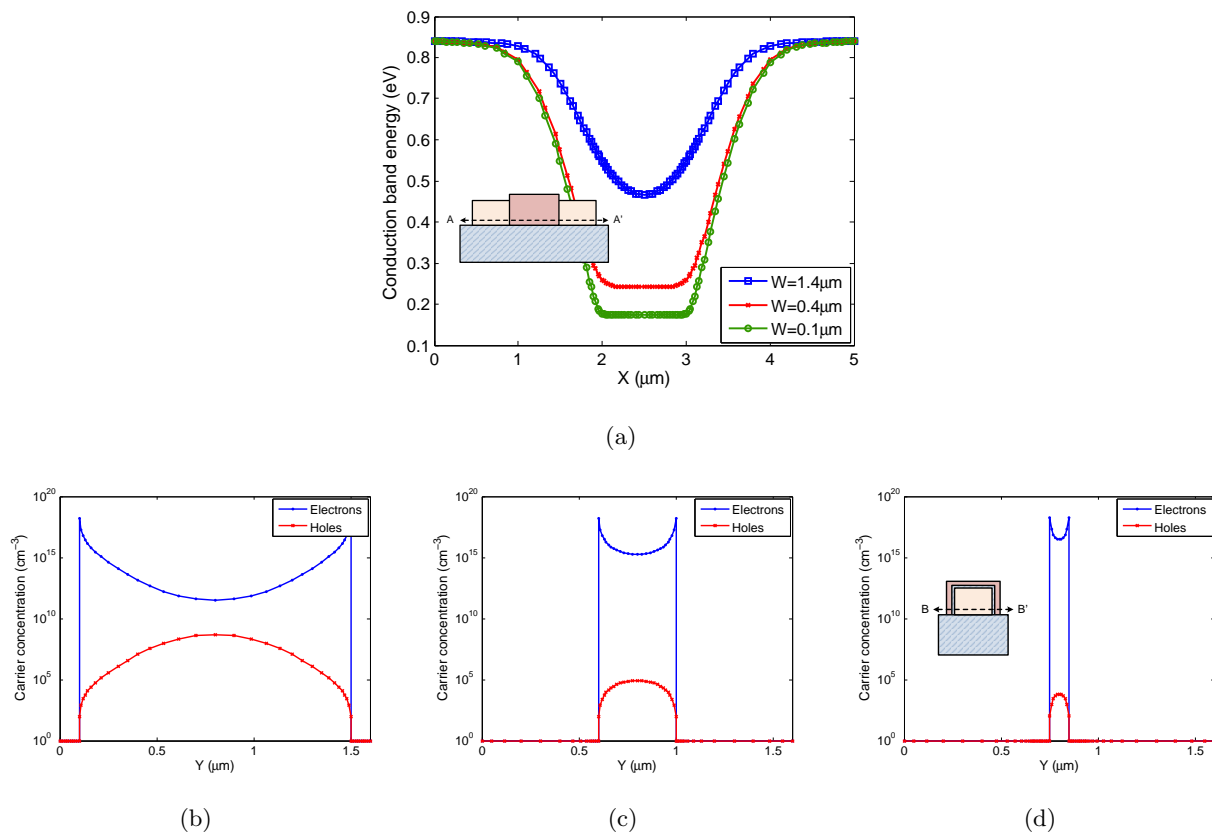 0.9
0.8
0.7
0.6
0.5
0.4
0.3
0.2
0.1
Conduction band energy (eV)
A A'
W=1.4μm
W=0.4μm
W=0.1μm
0 1 2 3 4 5
X (μm)
(a)
10^20
10^15
10^10
10^5
10^0
Carrier concentration (cm^−3)
Electrons
Holes
0 0.5 1 1.5
Y (μm)
(b)
10^20
10^15
10^10
10^5
10^0
Carrier concentration (cm^−3)
Electrons
Holes
0 0.5 1 1.5
Y (μm)
(c)
10^20
10^15
10^10
10^5
10^0
Carrier concentration (cm^−3)
Electrons
Holes
B B'
0 0.5 1 1.5
Y (μm)
(d)